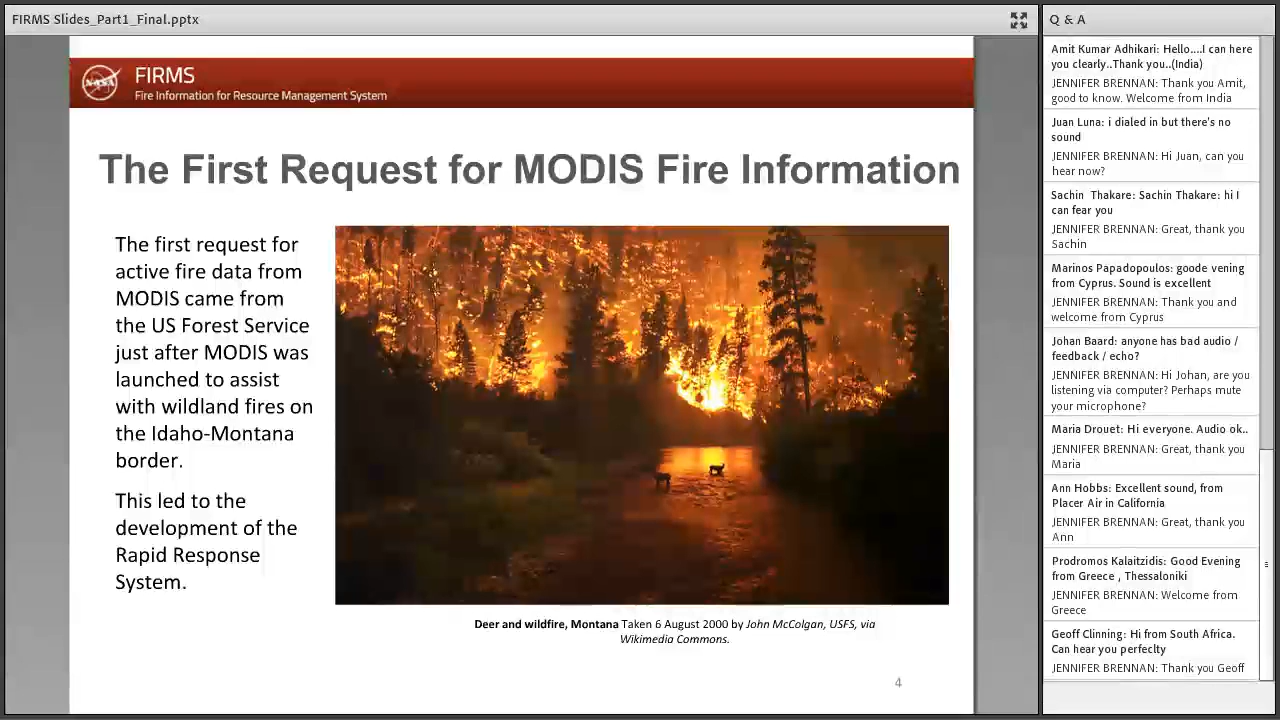 FIRMS Slides_Part1_Final.pptx
NASA
FIRMS
Fire Information for Resource Management System
The First Request for MODIS Fire Information
The first request for
active fire data from
MODIS came from
the US Forest Service
just after MODIS was
launched to assist
with wildland fires on
the Idaho-Montana
border.
This led to the
development of the
Rapid Response
System.
Deer and wildfire, Montana Taken 6 August 2000 by John McColgan, USFS, via
Wikimedia Commons.
4
Q & A
Amit Kumar Adhikari: Hello....I can here
you clearly..Thank you..(India)
JENNIFER BRENNAN: Thank you Amit,
good to know. Welcome from India
Juan Luna: i dialed in but there's no
sound
JENNIFER BRENNAN: Hi Juan, can you
hear now?
Sachin Thakare: Sachin Thakare: hi I
can fear you
JENNIFER BRENNAN: Great, thank you
Sachin
Marinos Papadopoulos: goode vening
from Cyprus. Sound is excellent
JENNIFER BRENNAN: Thank you and
welcome from Cyprus
Johan Baard: anyone has bad audio /
feedback / echo?
JENNIFER BRENNAN: Hi Johan, are you
listening via computer? Perhaps mute
your microphone?
Maria Drouet: Hi everyone. Audio ok..
JENNIFER BRENNAN: Great, thank you
Maria
Ann Hobbs: Excellent sound, from
Placer Air in California
JENNIFER BRENNAN: Great, thank you
Ann
Prodromos Kalaitzidis: Good Evening
from Greece , Thessaloniki
JENNIFER BRENNAN: Welcome from
Greece
Geoff Clinning: Hi from South Africa.
Can hear you perfeclty
JENNIFER BRENNAN: Thank you Geoff